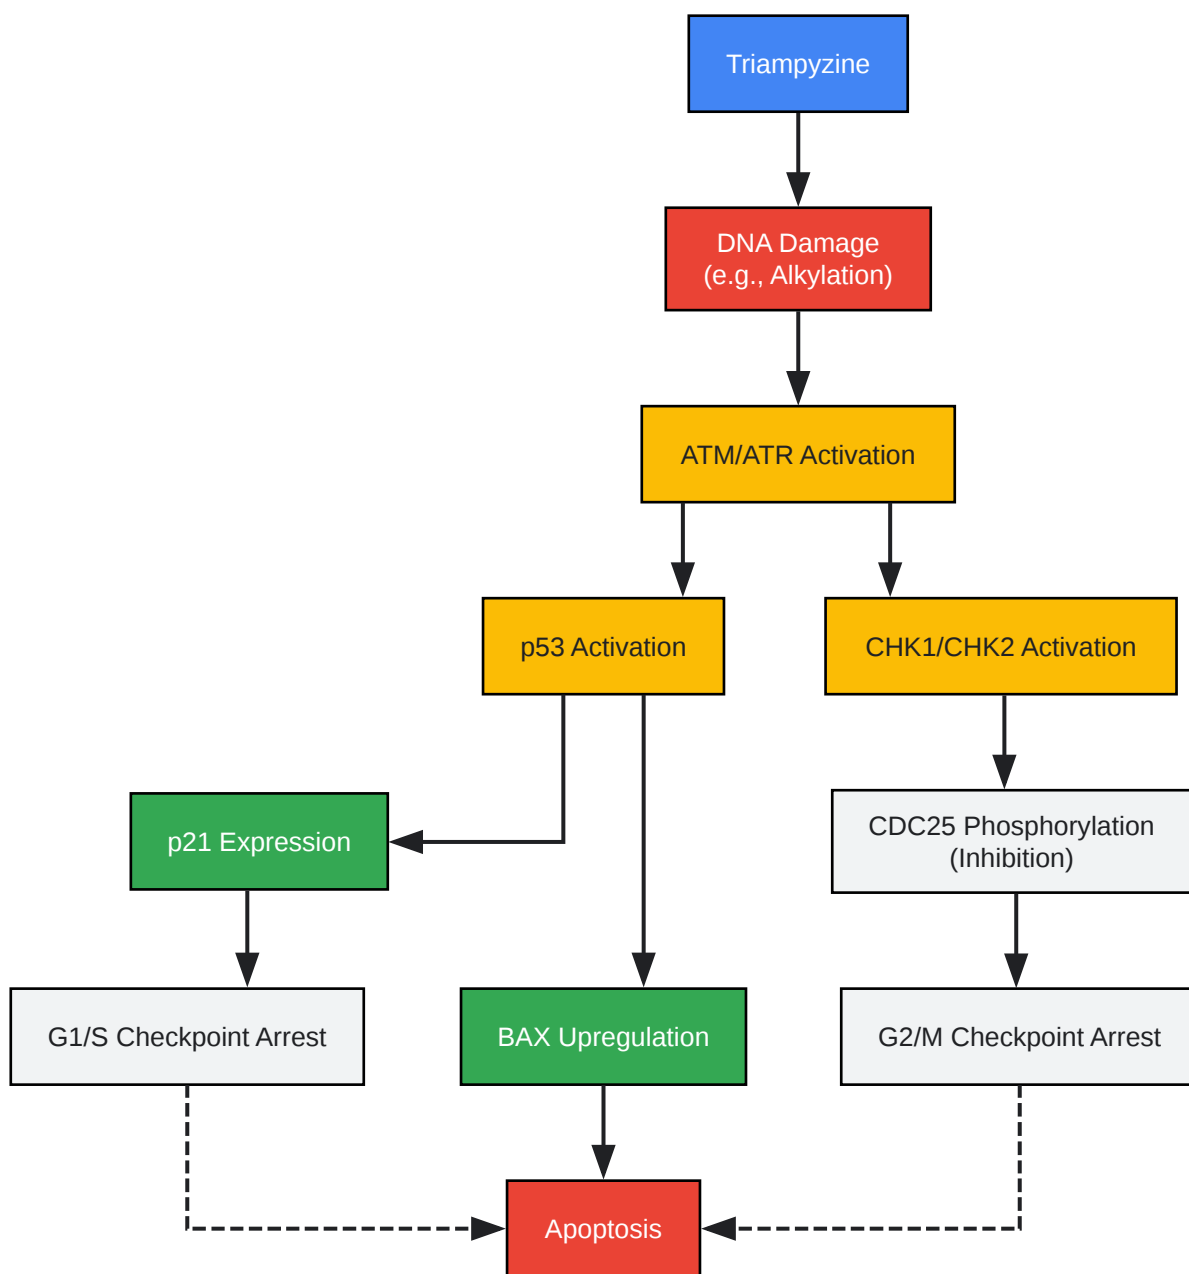 Triampyzine
DNA Damage
(e.g., Alkylation)
ATM/ATR Activation
p53 Activation
CHK1/CHK2 Activation
p21 Expression
CDC25 Phosphorylation
(Inhibition)
G1/S Checkpoint Arrest
BAX Upregulation
G2/M Checkpoint Arrest
Apoptosis